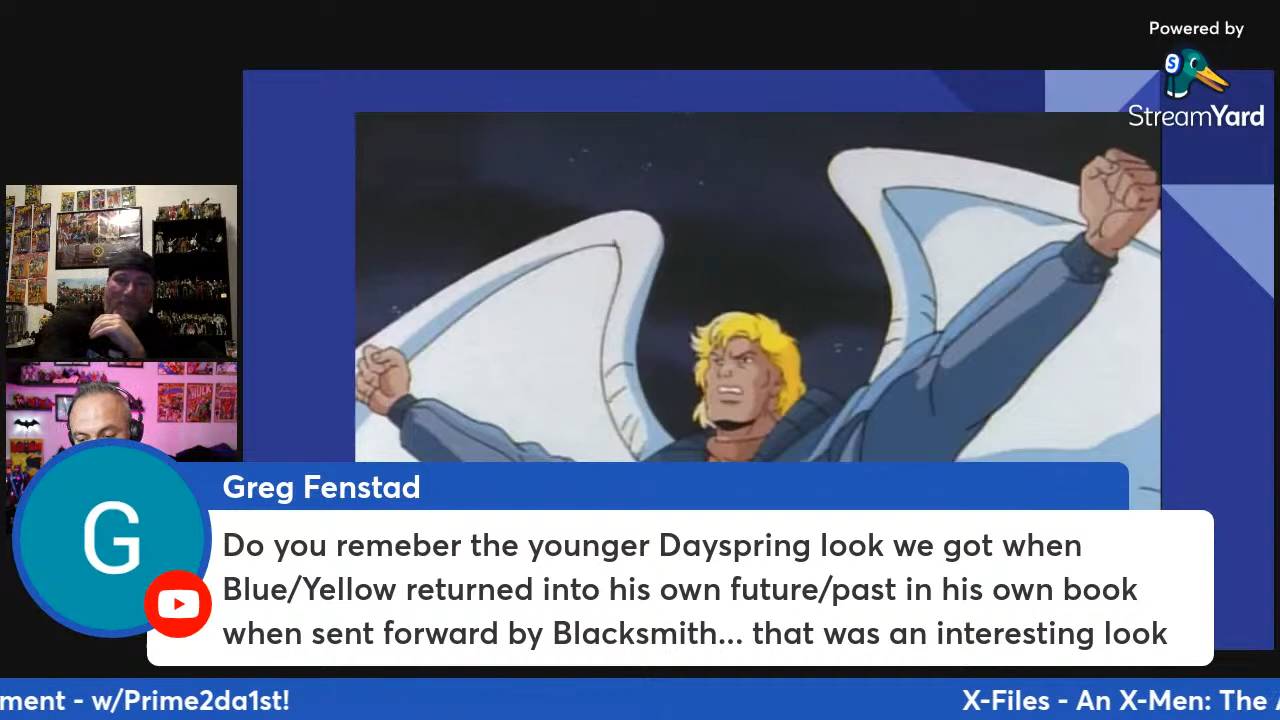 Powered by
StreamYard
Greg Fenstad
G
Do you remeber the younger Dayspring look we got when
Blue/Yellow returned into his own future/past in his own book
when sent forward by Blacksmith... that was an interesting look
ment - w/Prime2da1st!
X-Files - An X-Men: The